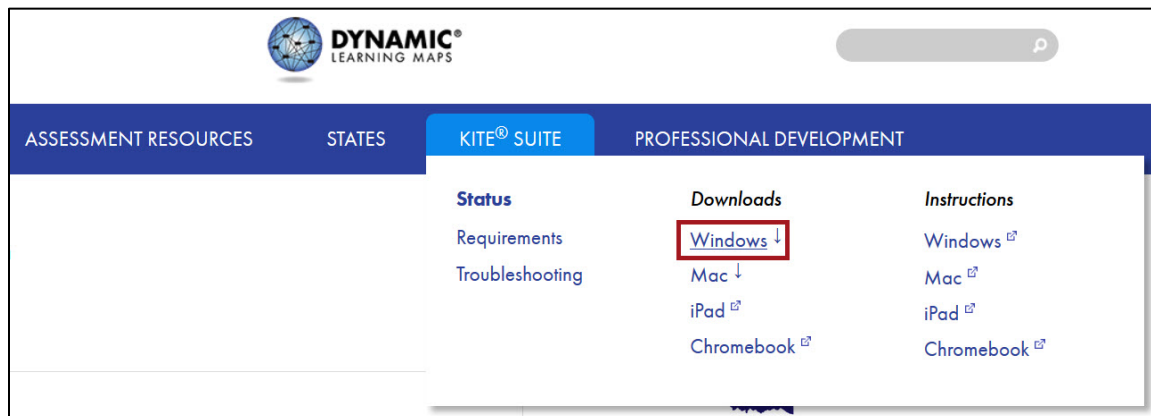 DYNAMIC®
LEARNING MAPS
ASSESSMENT RESOURCES STATES KITE® SUITE PROFESSIONAL DEVELOPMENT
Status Downloads Instructions
Requirements Windows ↓ Windows
Troubleshooting Mac ↓ Mac
iPad iPad
Chromebook Chromebook